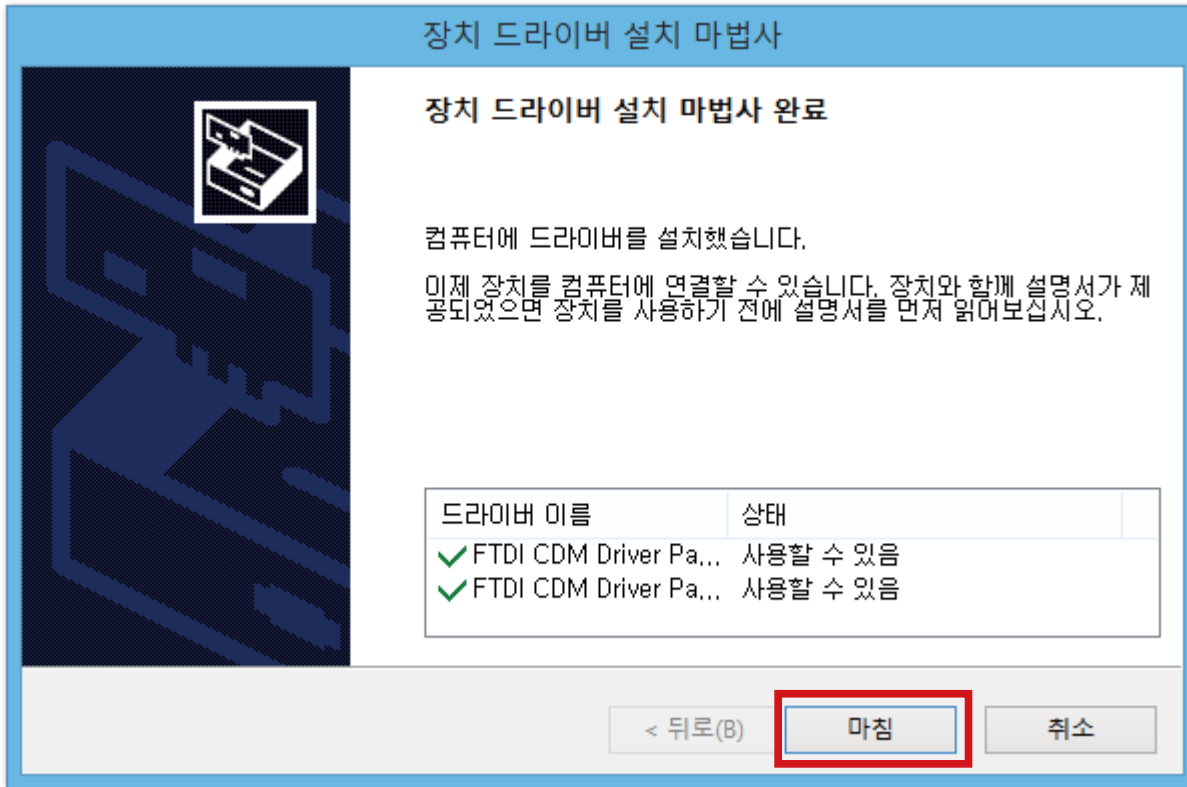 장치 드라이버 설치 마법사
장치 드라이버 설치 마법사 완료
컴퓨터에 드라이버를 설치했습니다.
이제 장치를 컴퓨터에 연결할 수 있습니다. 장치와 함께 설명서가 제
공되었으면 장치를 사용하기 전에 설명서를 먼저 읽어보십시오.
드라이버 이름 상태
FTDI CDM Driver Pa... 사용할 수 있음
FTDI CDM Driver Pa... 사용할 수 있음
< 뒤로(B) 마침 취소